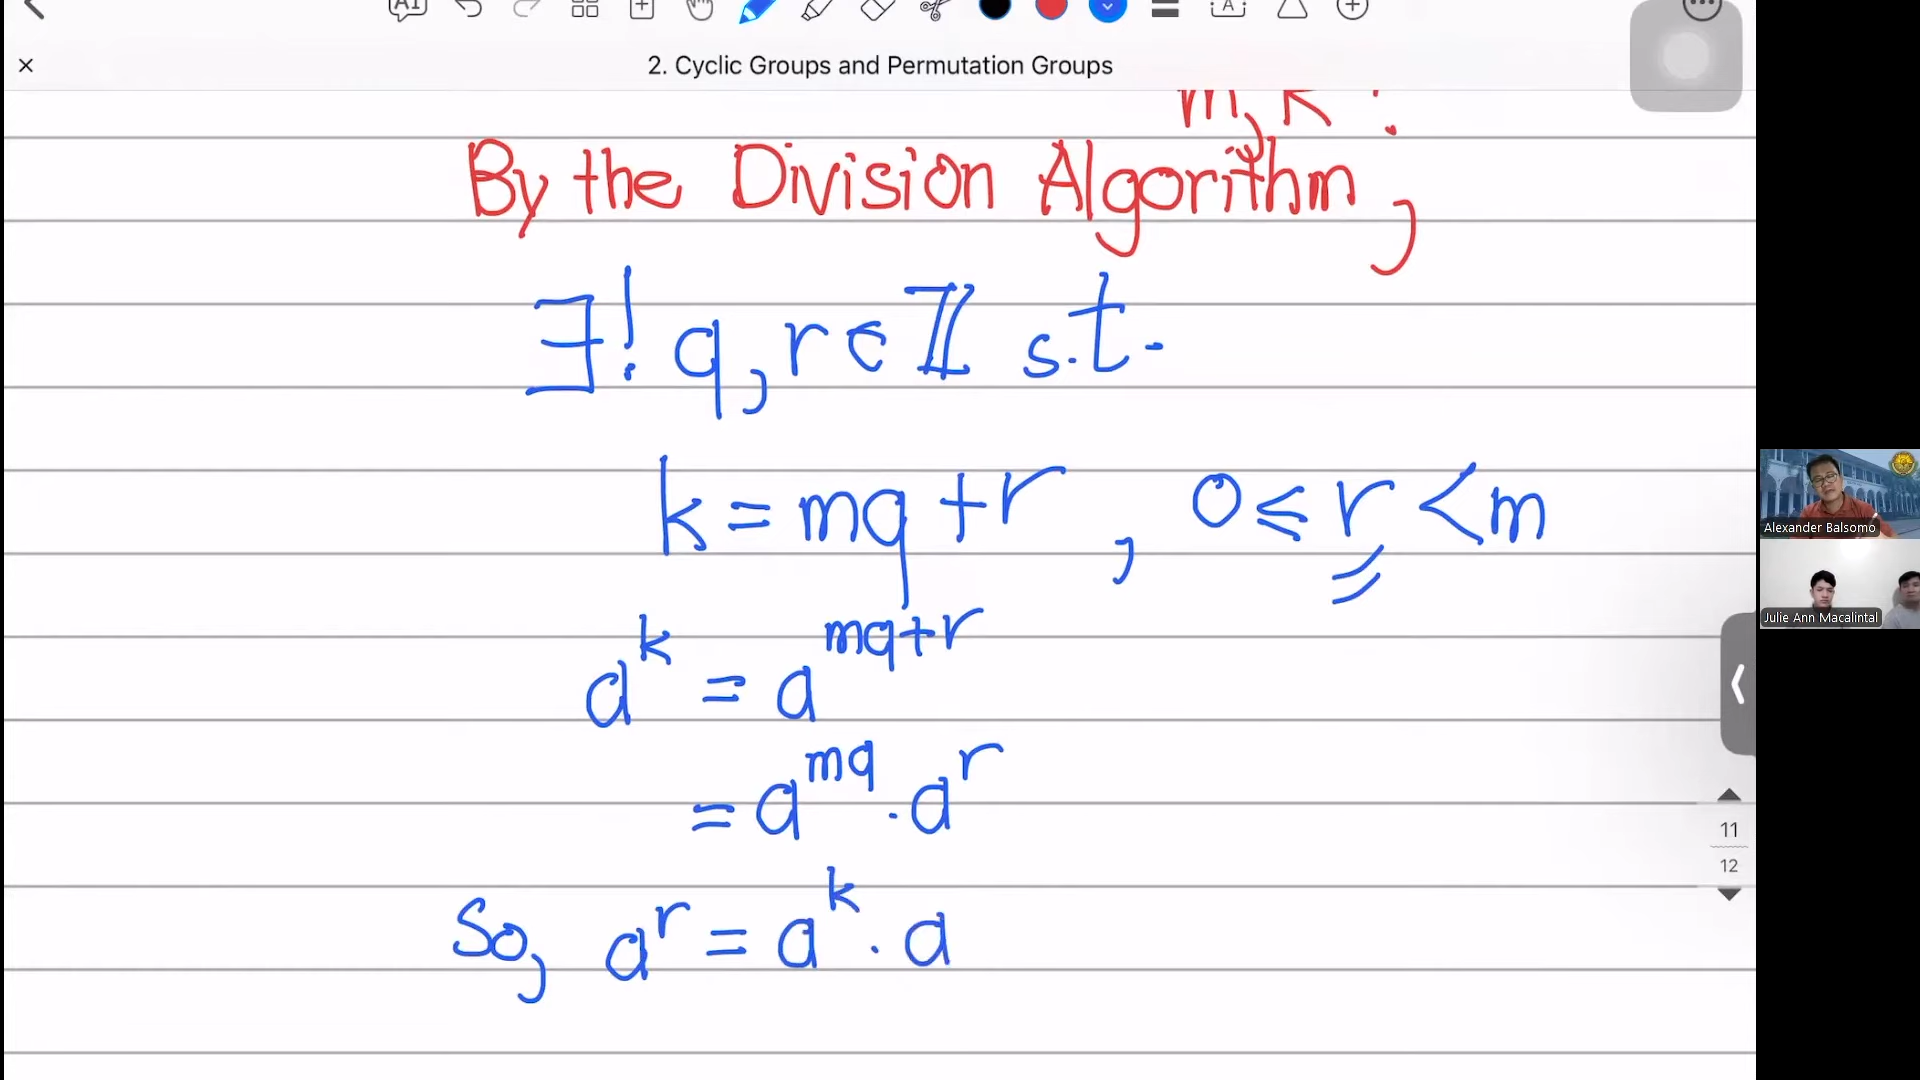 AI
A
2. Cyclic Groups and Permutation Groups
m, k :
By the Division Algorithm,
∃! q, r ∈ ℤ s.t.
k = mq + r , 0 ≤ r < m
a^k = a^{mq+r}
= a^{mq} · a^r
So, a^r = a^k · a
Alexander Balsomo
Julie Ann Macalintal
11
12